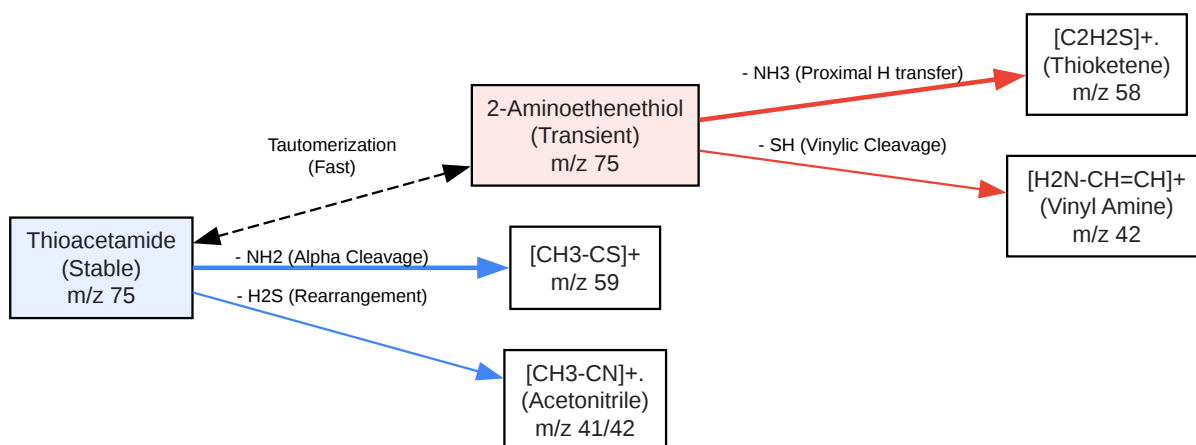 [C2H2S]+.
(Thioketene)
m/z 58
- NH3 (Proximal H transfer)
2-Aminoethenethiol
(Transient)
m/z 75
Tautomerization
(Fast)
- SH (Vinylic Cleavage)
[H2N-CH=CH]+
(Vinyl Amine)
m/z 42
Thioacetamide
(Stable)
m/z 75
- NH2 (Alpha Cleavage)
[CH3-CS]+
m/z 59
- H2S (Rearrangement)
[CH3-CN]+.
(Acetonitrile)
m/z 41/42